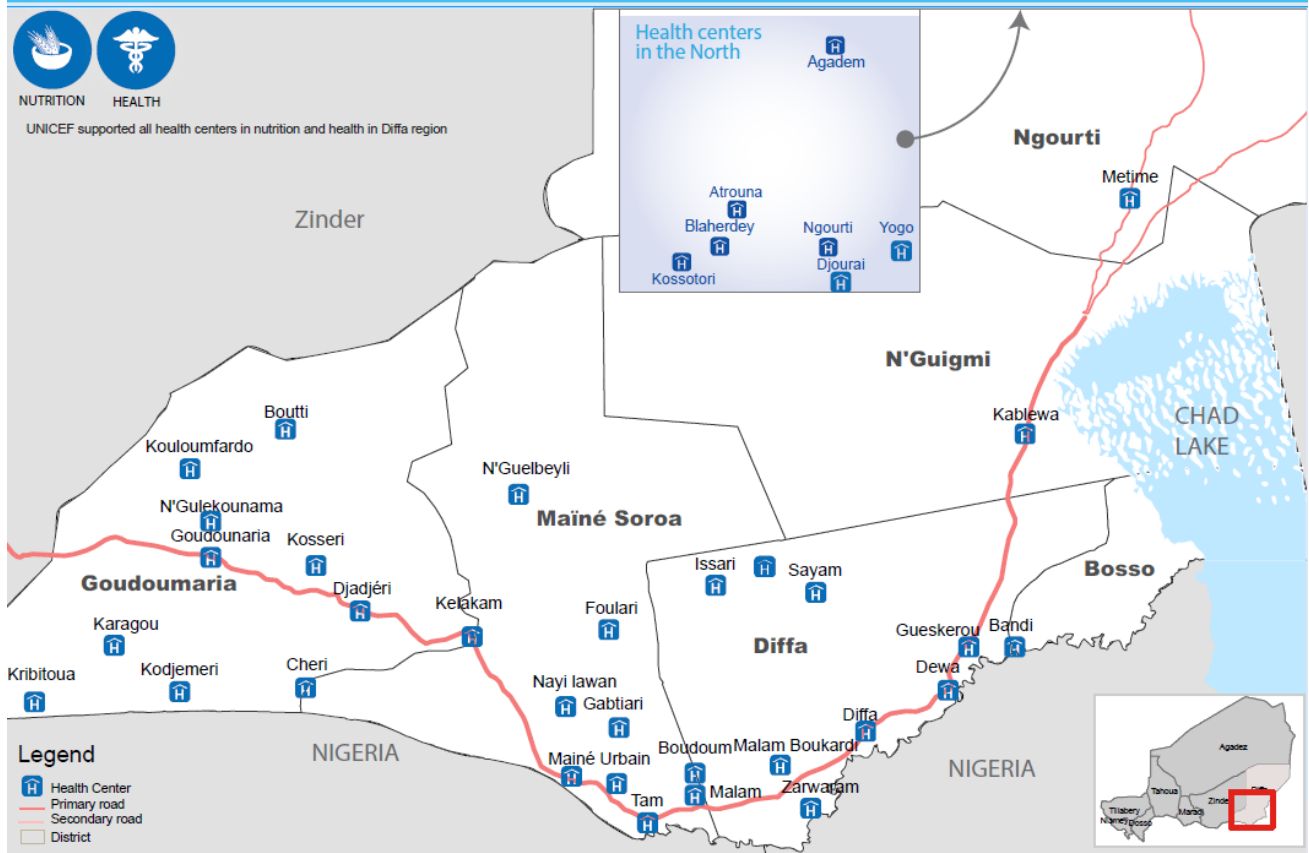 NUTRITION
HEALTH
UNICEF supported all health centers in nutrition and health in Diffa region
Health centers
in the North
Agadem
Atrouna
Blaherdey
Kossotori
Ngourti
Yogo
Djourai
Ngourti
Metime
Zinder
N'Guigmi
Kablewa
CHAD
LAKE
Boutti
Kouloumfardo
N'Gulekounama
Goudounaria
Kosseri
Goudoumaria
Djadjéri
Kelakam
Karagou
Kodjemeri
Cheri
Kribitoua
N'Guelbeyli
Maïné Soroa
Foulari
Nayi lawan
Gabtiari
Mainé Urbain
Tam
Issari
Sayam
Diffa
Bosso
Gueskerou
Bandi
Dewa
Diffa
Boudoum
Malam Boukardi
Malam
Zarwaram
NIGERIA
NIGERIA
Legend
Health Center
Primary road
Secondary road
District
Agadez
Tahoua
Zinder
Diffa
Maradi
Tillabery
Niamey
Dosso